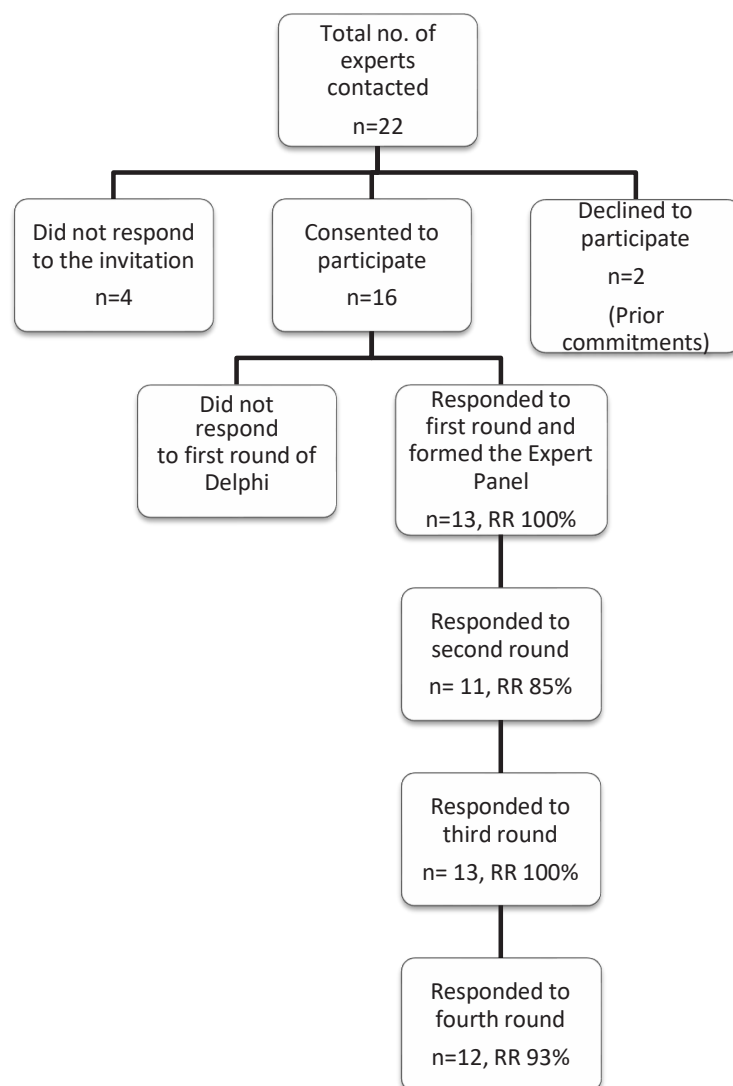 Total no. of
experts
contacted
n=22
Did not respond
to the invitation
n=4
Consented to
participate
n=16
Declined to
participate
n=2
(Prior
commitments)
Did not
respond
to first round of
Delphi
Responded to
first round and
formed the Expert
Panel
n=13, RR 100%
Responded to
second round
n= 11, RR 85%
Responded to
third round
n= 13, RR 100%
Responded to
fourth round
n=12, RR 93%